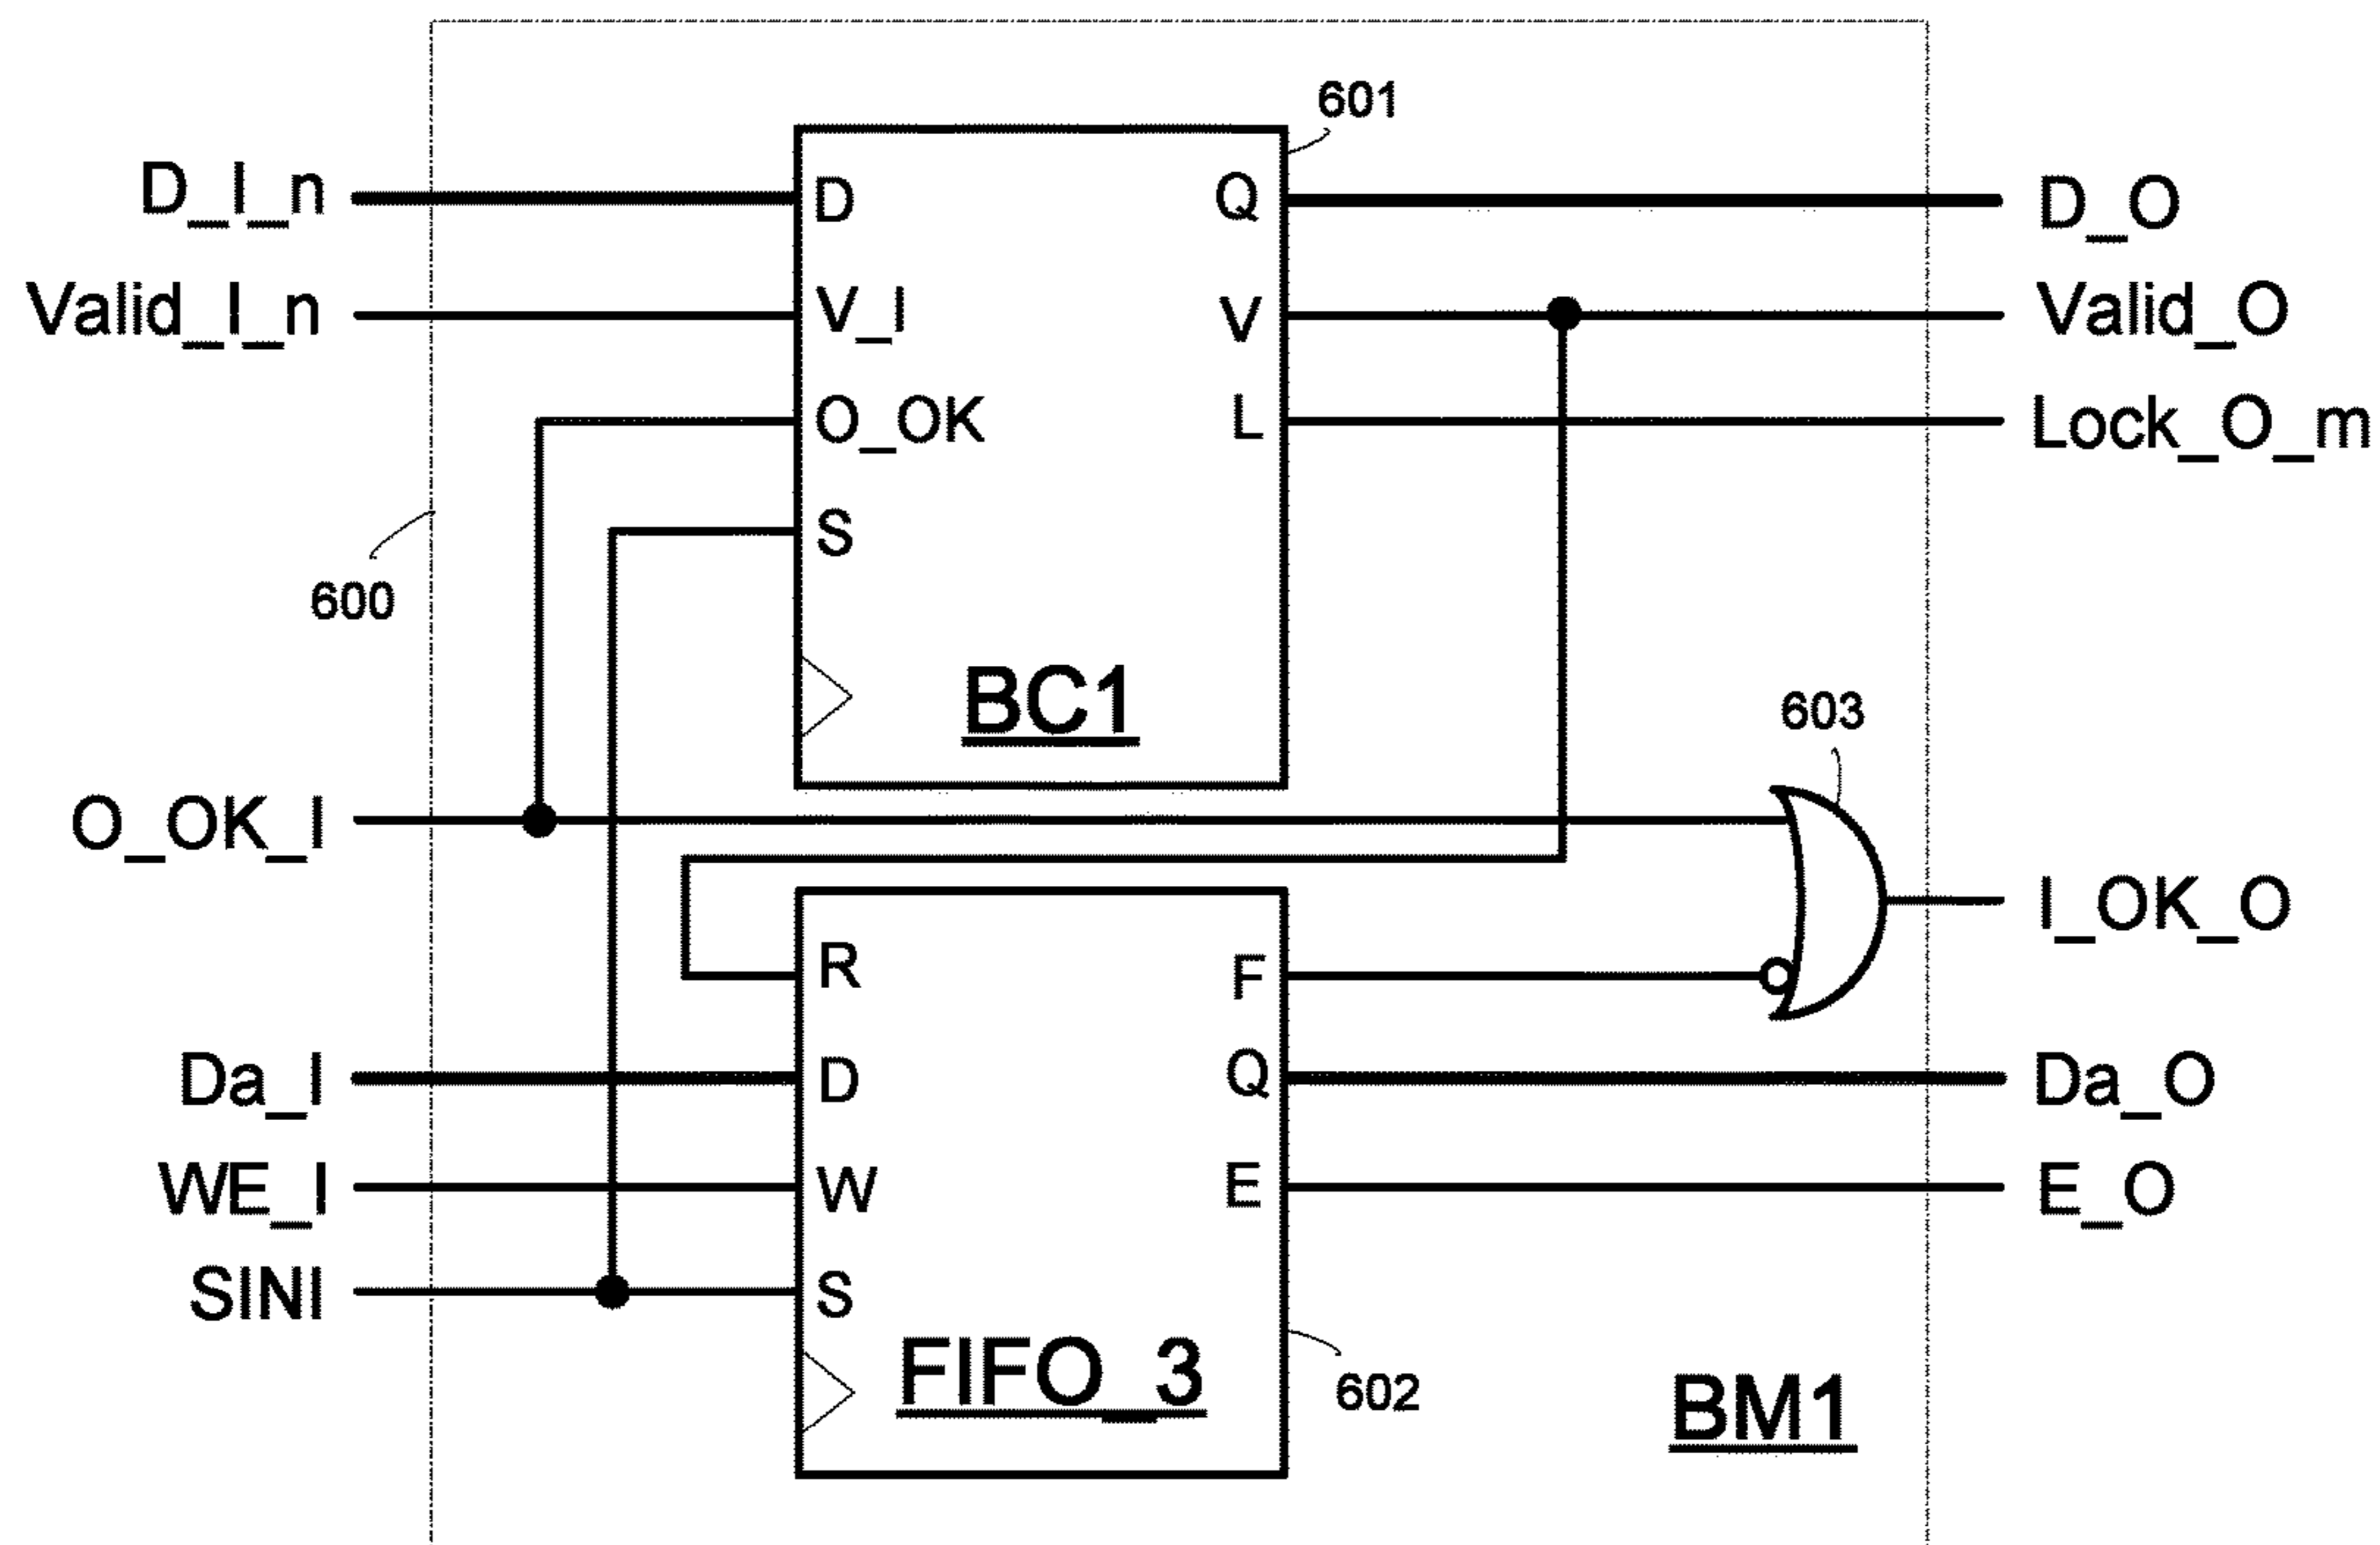 601
D_I_n
D
Q
D_O
Valid_I_n
V_I
V
Valid_O
O_OK
L
Lock_O_m
S
600
BC1
603
O_OK_I
I_OK_O
R
F
Da_I
D
Q
Da_O
WE_I
W
E
E_O
SINI
S
FIFO_3
602
BM1